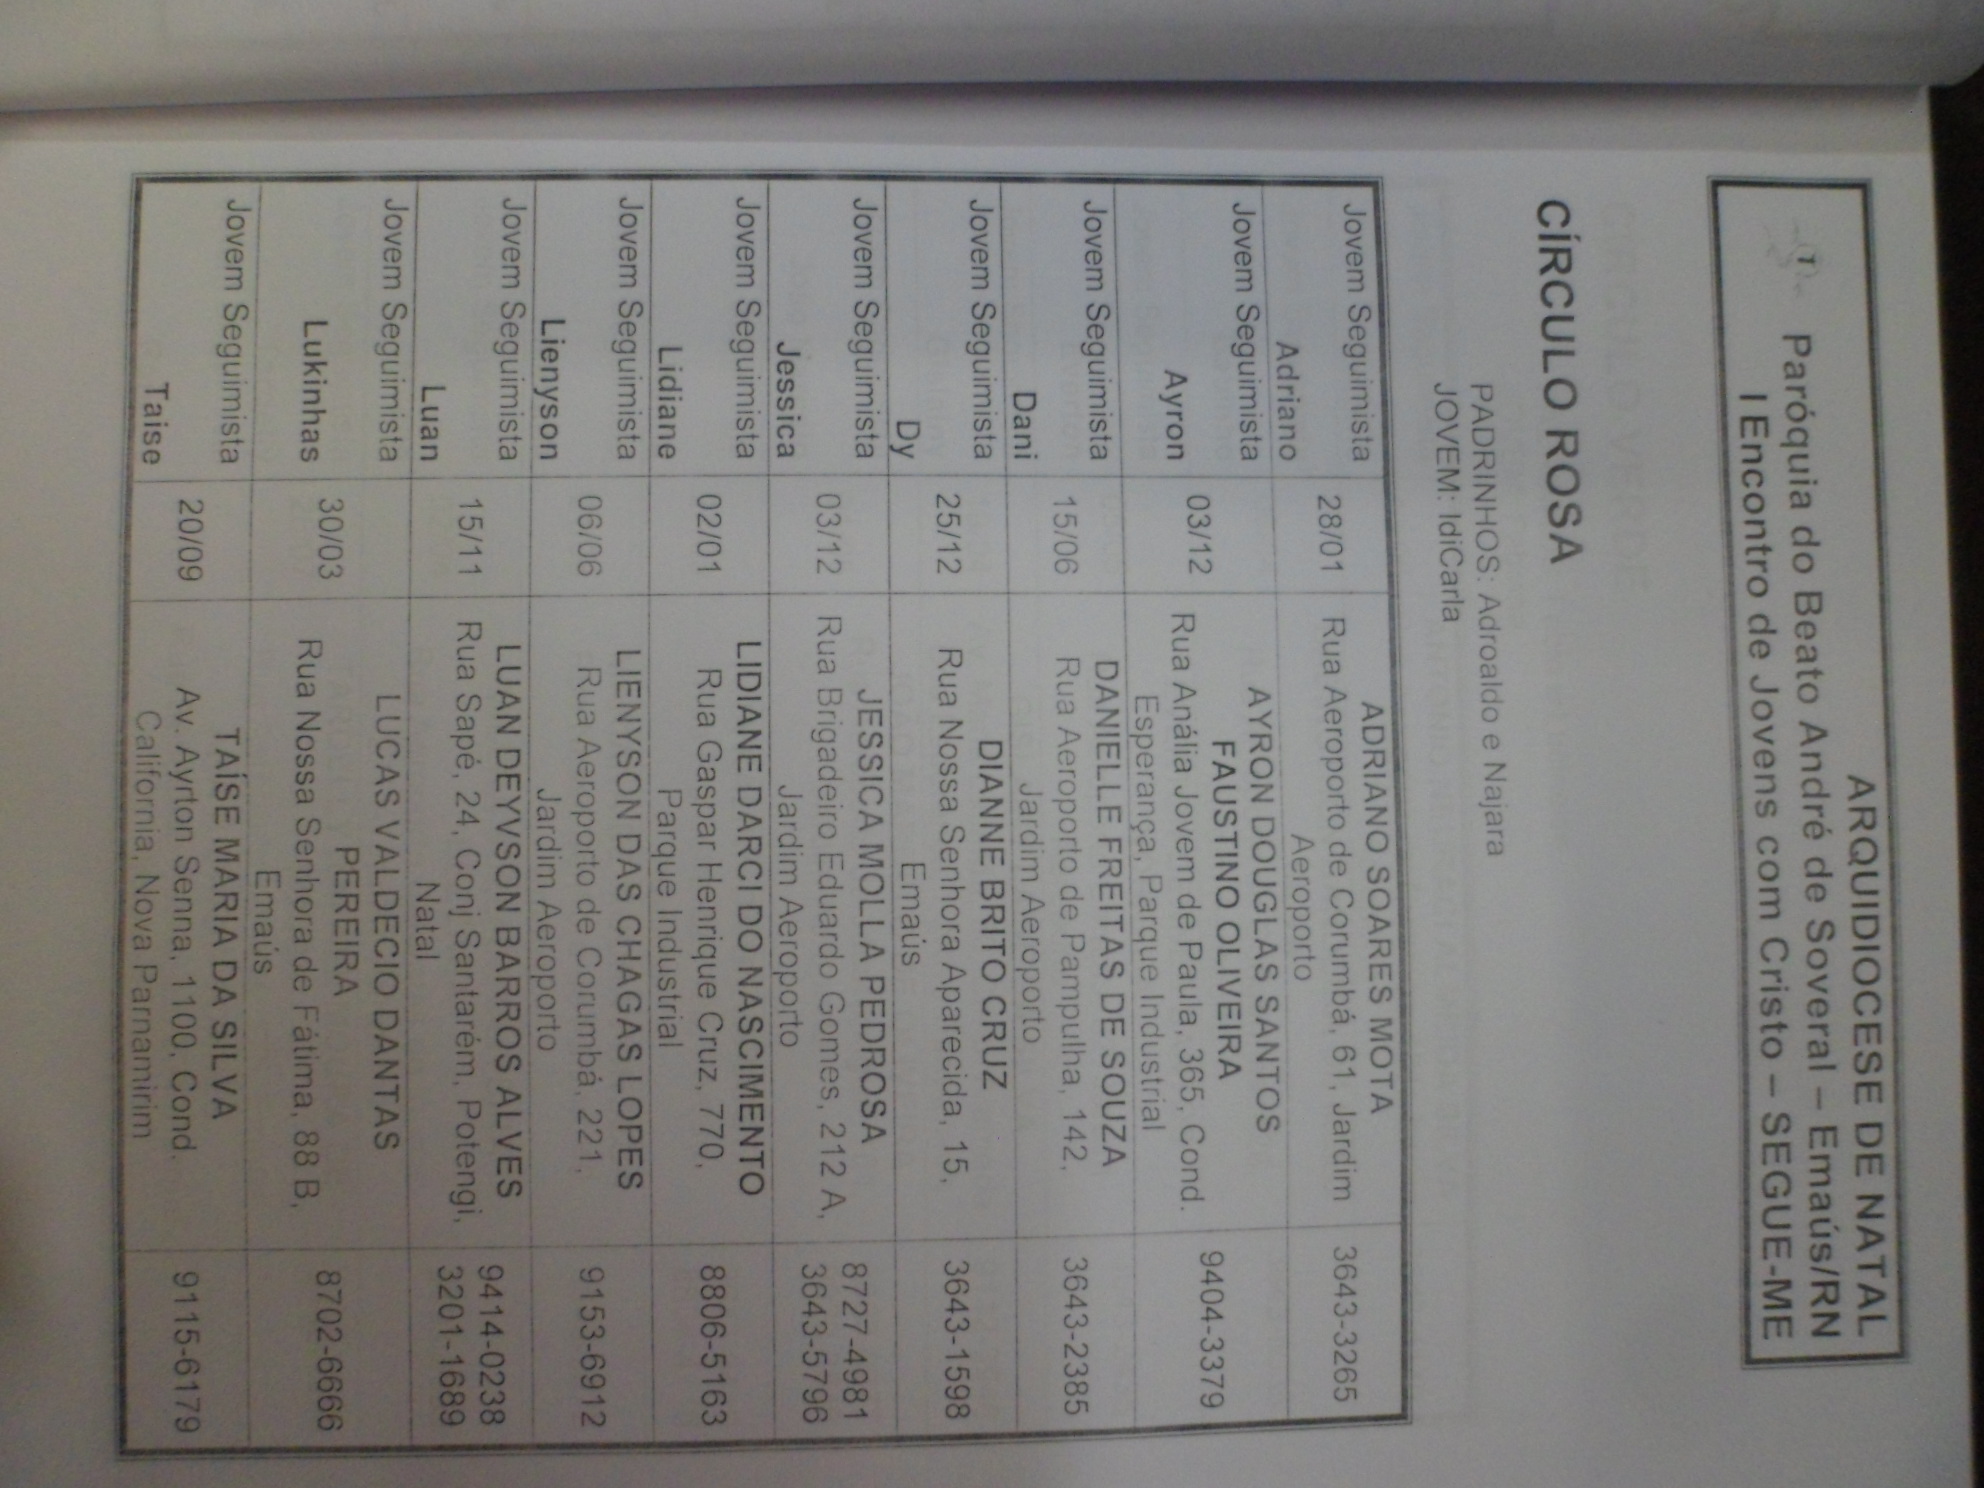 ARQUIDIOCESE DE NATAL
Paróquia do Beato André de Soveral – Emaús/RN
I Encontro de Jovens com Cristo – SEGUE-ME
CÍRCULO ROSA
PADRINHOS: Adroaldo e Najara
JOVEM: IdiCarla
Jovem Seguimista
Adriano
28/01
ADRIANO SOARES MOTA
Rua Aeroporto de Corumbá, 61, Jardim
Aeroporto
3643-3265
Jovem Seguimista
Ayron
03/12
AYRON DOUGLAS SANTOS
FAUSTINO OLIVEIRA
Rua Anália Jovem de Paula, 365, Cond.
Esperança, Parque Industrial
9404-3379
Jovem Seguimista
Dani
15/06
DANIELLE FREITAS DE SOUZA
Rua Aeroporto de Pampulha, 142,
Jardim Aeroporto
3643-2385
Jovem Seguimista
Dy
25/12
DIANNE BRITO CRUZ
Rua Nossa Senhora Aparecida, 15,
Emaús
3643-1598
Jovem Seguimista
Jessica
03/12
JESSICA MOLLA PEDROSA
Rua Brigadeiro Eduardo Gomes, 212 A,
Jardim Aeroporto
8727-4981
3643-5796
Jovem Seguimista
Lidiane
02/01
LIDIANE DARCI DO NASCIMENTO
Rua Gaspar Henrique Cruz, 770,
Parque Industrial
8806-5163
Jovem Seguimista
Lienyson
06/06
LIENYSON DAS CHAGAS LOPES
Rua Aeroporto de Corumbá, 221,
Jardim Aeroporto
9153-6912
Jovem Seguimista
Luan
15/11
LUAN DEYVSON BARROS ALVES
Rua Sapé, 24, Conj Santarém, Potengi,
Natal
9414-0238
3201-1689
Jovem Seguimista
Lukinhas
30/03
LUCAS VALDECIO DANTAS
PEREIRA
Rua Nossa Senhora de Fátima, 88 B,
Emaús
8702-6666
Jovem Seguimista
Taise
20/09
TAÍSE MARIA DA SILVA
Av. Ayrton Senna, 1100, Cond.
California, Nova Parnamirim
9115-6179